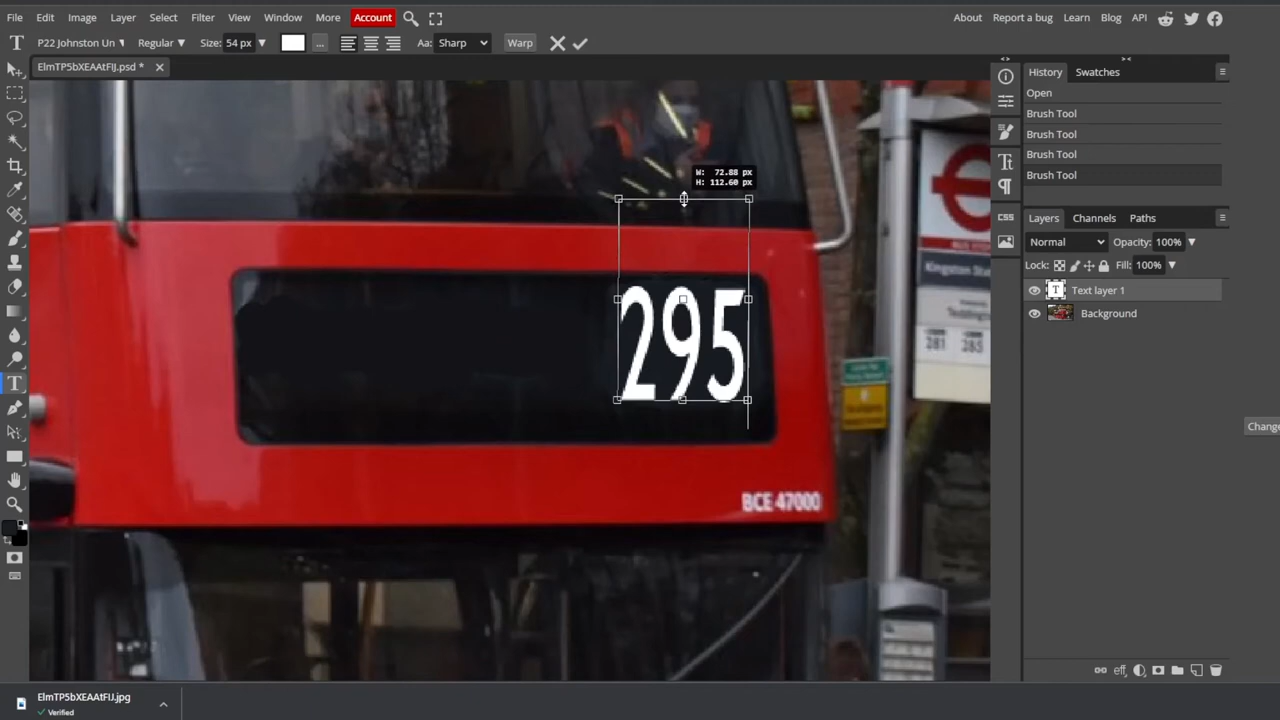 File Edit Image Layer Select Filter View Window More Account About Report a bug Learn Blog API
P22 Johnston Un Regular Size: 54 px ... Aa: Sharp Warp
ElmTP5bXEAAtFlJ.psd *
History Swatches
Open
Brush Tool
Brush Tool
Brush Tool
Brush Tool
Layers Channels Paths
Normal Opacity: 100%
Lock: Fill: 100%
Text layer 1
Background
W: 72.88 px
H: 112.60 px
295
BCE 47000
Kingston
281 285
Change
ElmTP5bXEAAtFlJ.jpg
Verified